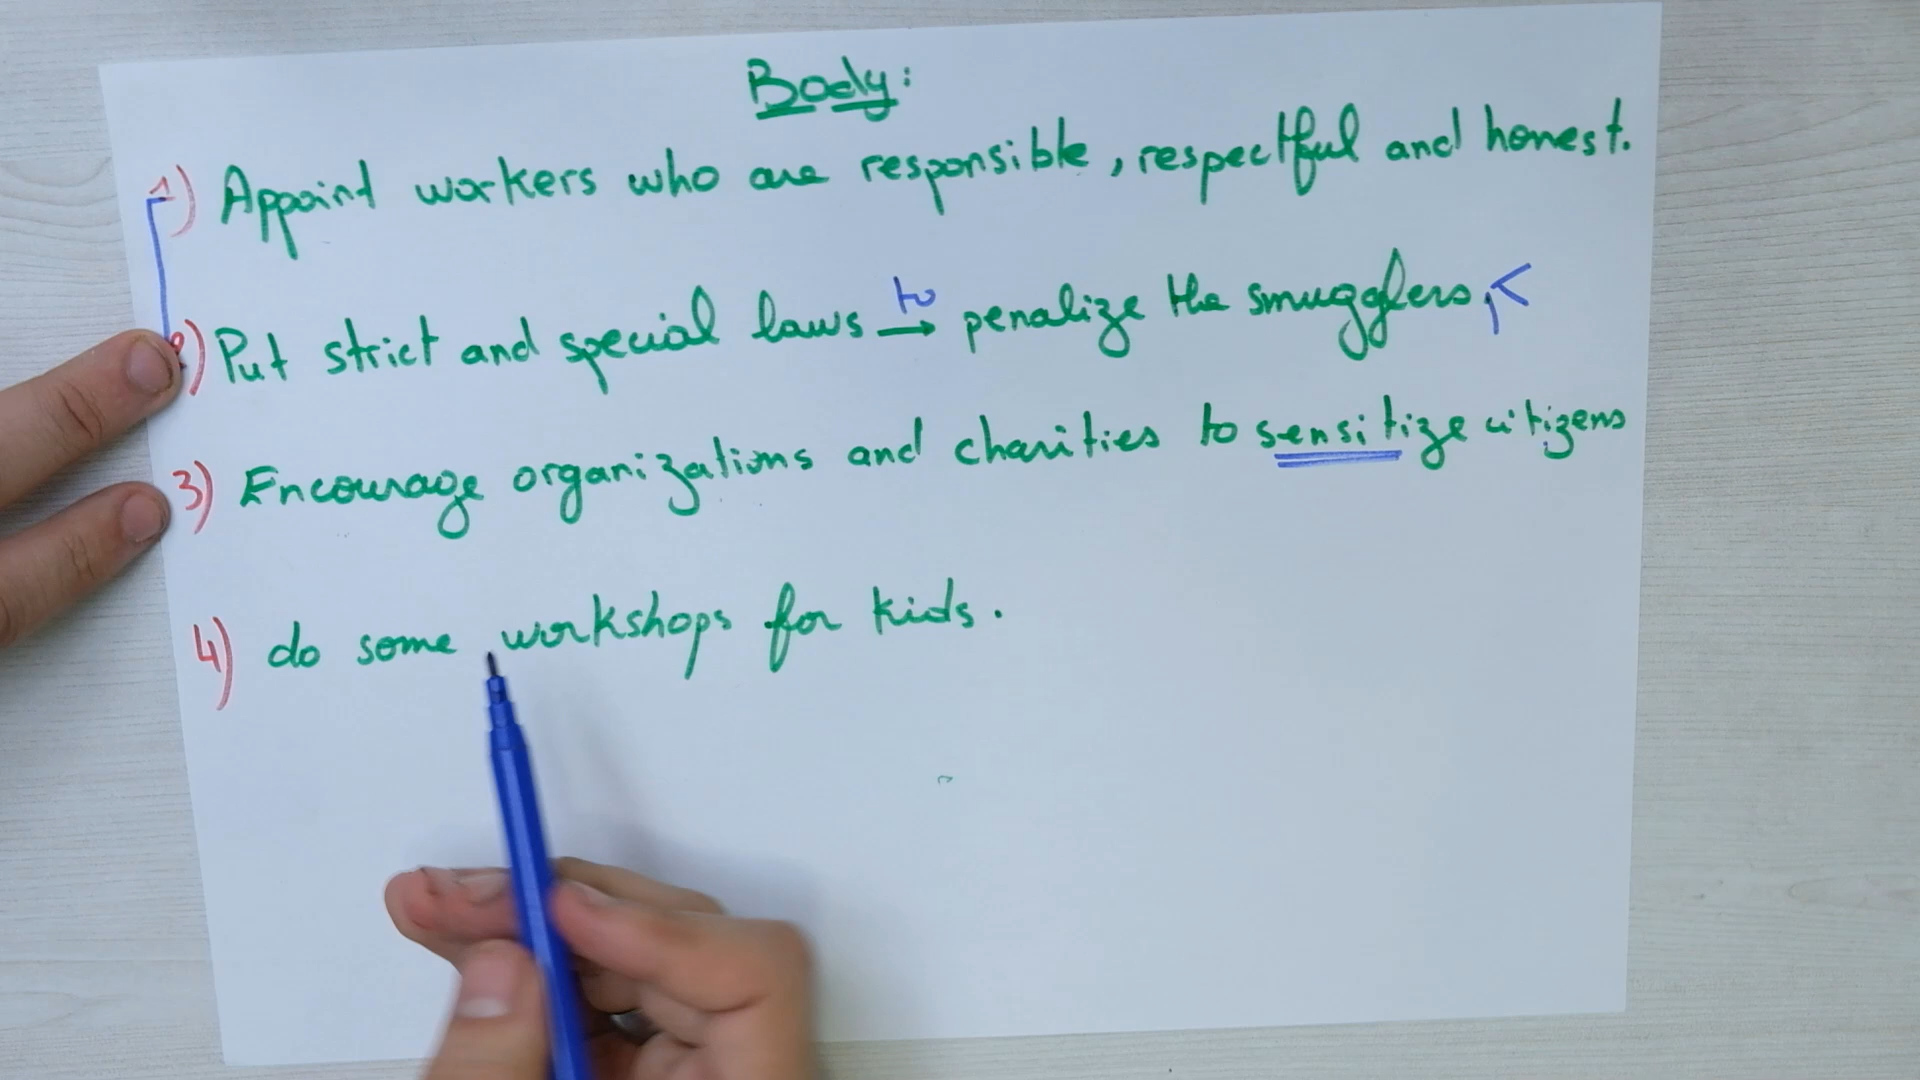 Body:
1) Appoint workers who are responsible, respectful and honest.
2) Put strict and special laws to → penalize the smugglers,
3) Encourage organizations and charities to sensitize citizens
4) do some workshops for kids.